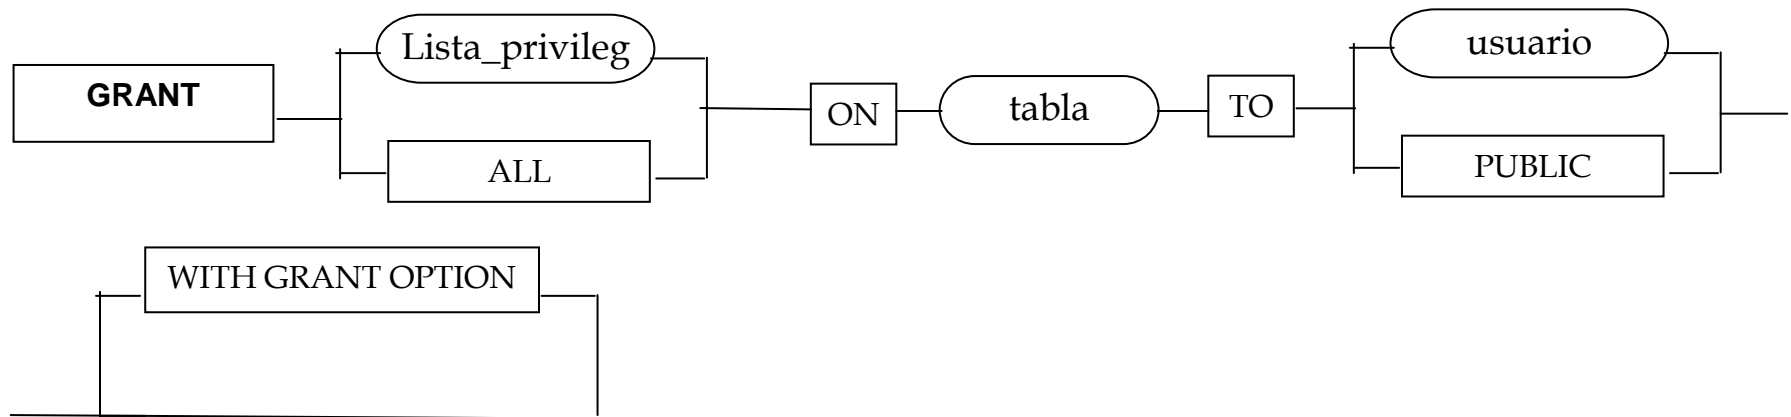 GRANT
Lista_privileg
ALL
ON
tabla
TO
usuario
PUBLIC
WITH GRANT OPTION